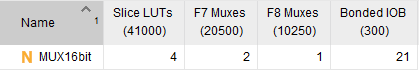 Name 1 Slice LUTs (41000) F7 Muxes (20500) F8 Muxes (10250) Bonded IOB (300)
N MUX16bit 4 2 1 21